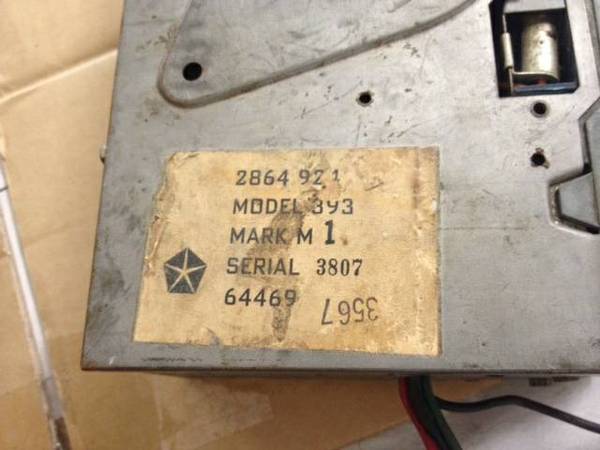 2864 921
MODEL 393
MARK M 1
SERIAL 3807
64469
3567